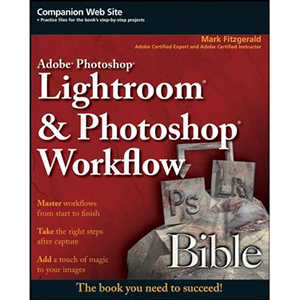 Companion Web Site
• Practice files for the book's step-by-step projects
Mark Fitzgerald
Adobe Certified Expert and Adobe Certified Instructor
Adobe® Photoshop®
Lightroom®
& Photoshop®
Workflow
Master workflows
from start to finish
Take the right steps
after capture
Add a touch of magic
to your images
Ps
Lr
Bible
The book you need to succeed!